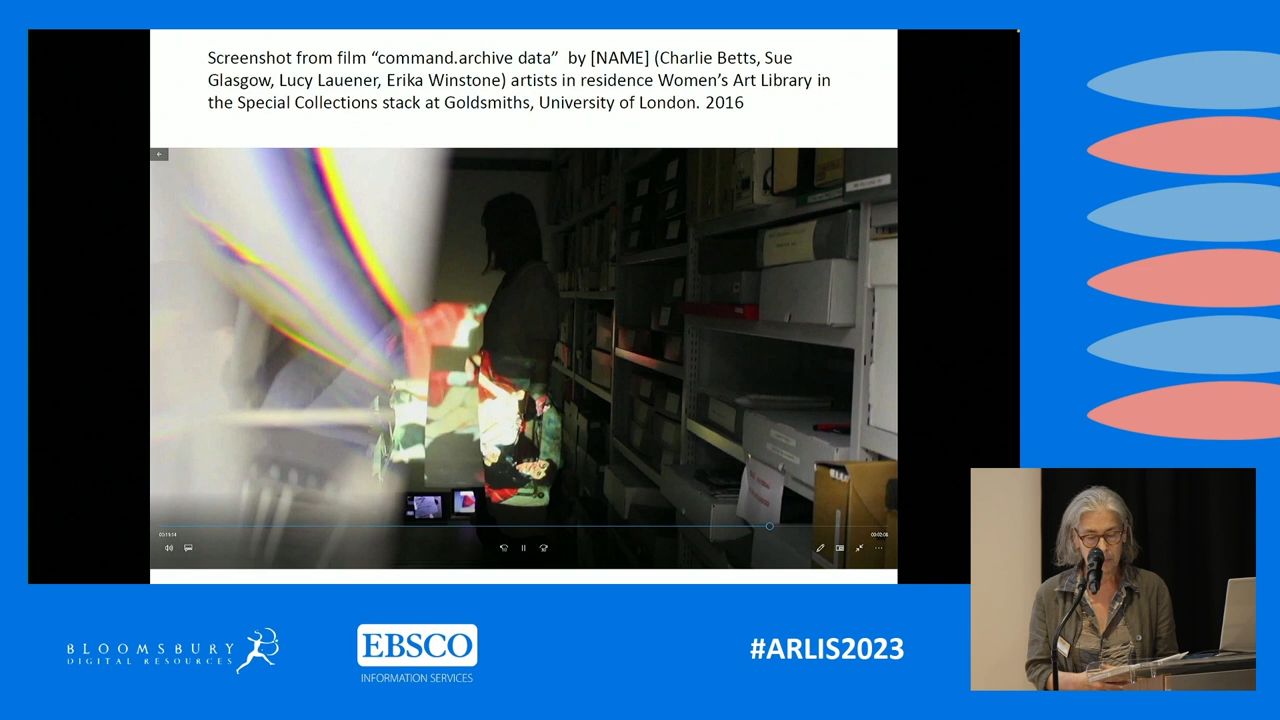 Screenshot from film “command.archive data” by [NAME] (Charlie Betts, Sue
Glasgow, Lucy Lauener, Erika Winstone) artists in residence Women’s Art Library in
the Special Collections stack at Goldsmiths, University of London. 2016
BLOOMSBURY
DIGITAL RESOURCES
EBSCO
INFORMATION SERVICES
#ARLIS2023